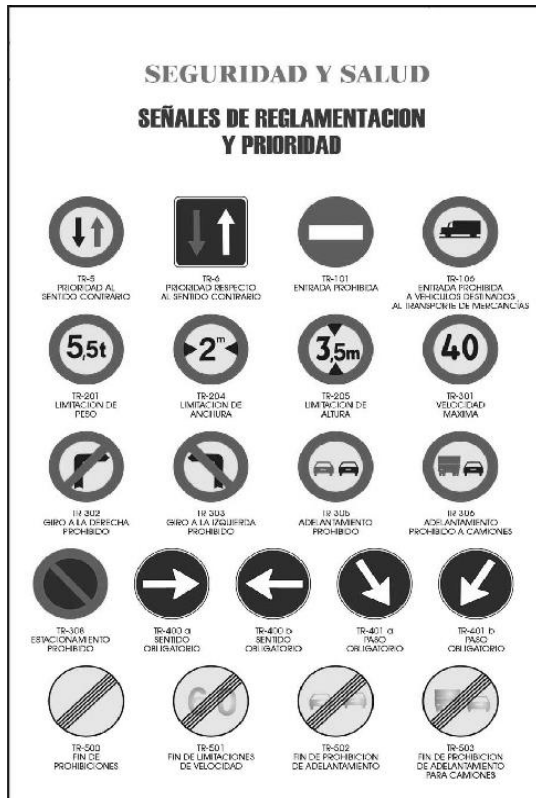 SEGURIDAD Y SALUD
SEÑALES DE REGLAMENTACION
Y PRIORIDAD
TR-5
PRIORIDAD AL
SENTIDO CONTRARIO
TR-6
PRIORIDAD RESPECTO
AL SENTIDO CONTRARIO
TR-101
ENTRADA PROHIBIDA
TR-106
ENTRADA PROHIBIDA
A VEHICULOS DESTINADOS
AL TRANSPORTE DE MERCANCÍAS
5,5t
2m
3,5m
40
TR-201
LIMITACION DE
PESO
TR-204
LIMITACION DE
ANCHURA
TR-205
LIMITACION DE
ALTURA
TR-301
VELOCIDAD
MAXIMA
TR-302
GIRO A LA DERECHA
PROHIBIDO
TR-303
GIRO A LA IZQUIERDA
PROHIBIDO
TR-305
ADELANTAMIENTO
PROHIBIDO
TR-306
ADELANTAMIENTO
PROHIBIDO A CAMIONES
TR-308
ESTACIONAMIENTO
PROHIBIDO
TR-400 a
SENTIDO
OBLIGATORIO
TR-400 b
SENTIDO
OBLIGATORIO
TR-401 a
PASO
OBLIGATORIO
TR-401 b
PASO
OBLIGATORIO
60
TR-500
FIN DE
PROHIBICIONES
TR-501
FIN DE LIMITACIONES
DE VELOCIDAD
TR-502
FIN DE PROHIBICION
DE ADELANTAMIENTO
TR-503
FIN DE PROHIBICION
DE ADELANTAMIENTO
PARA CAMIONES